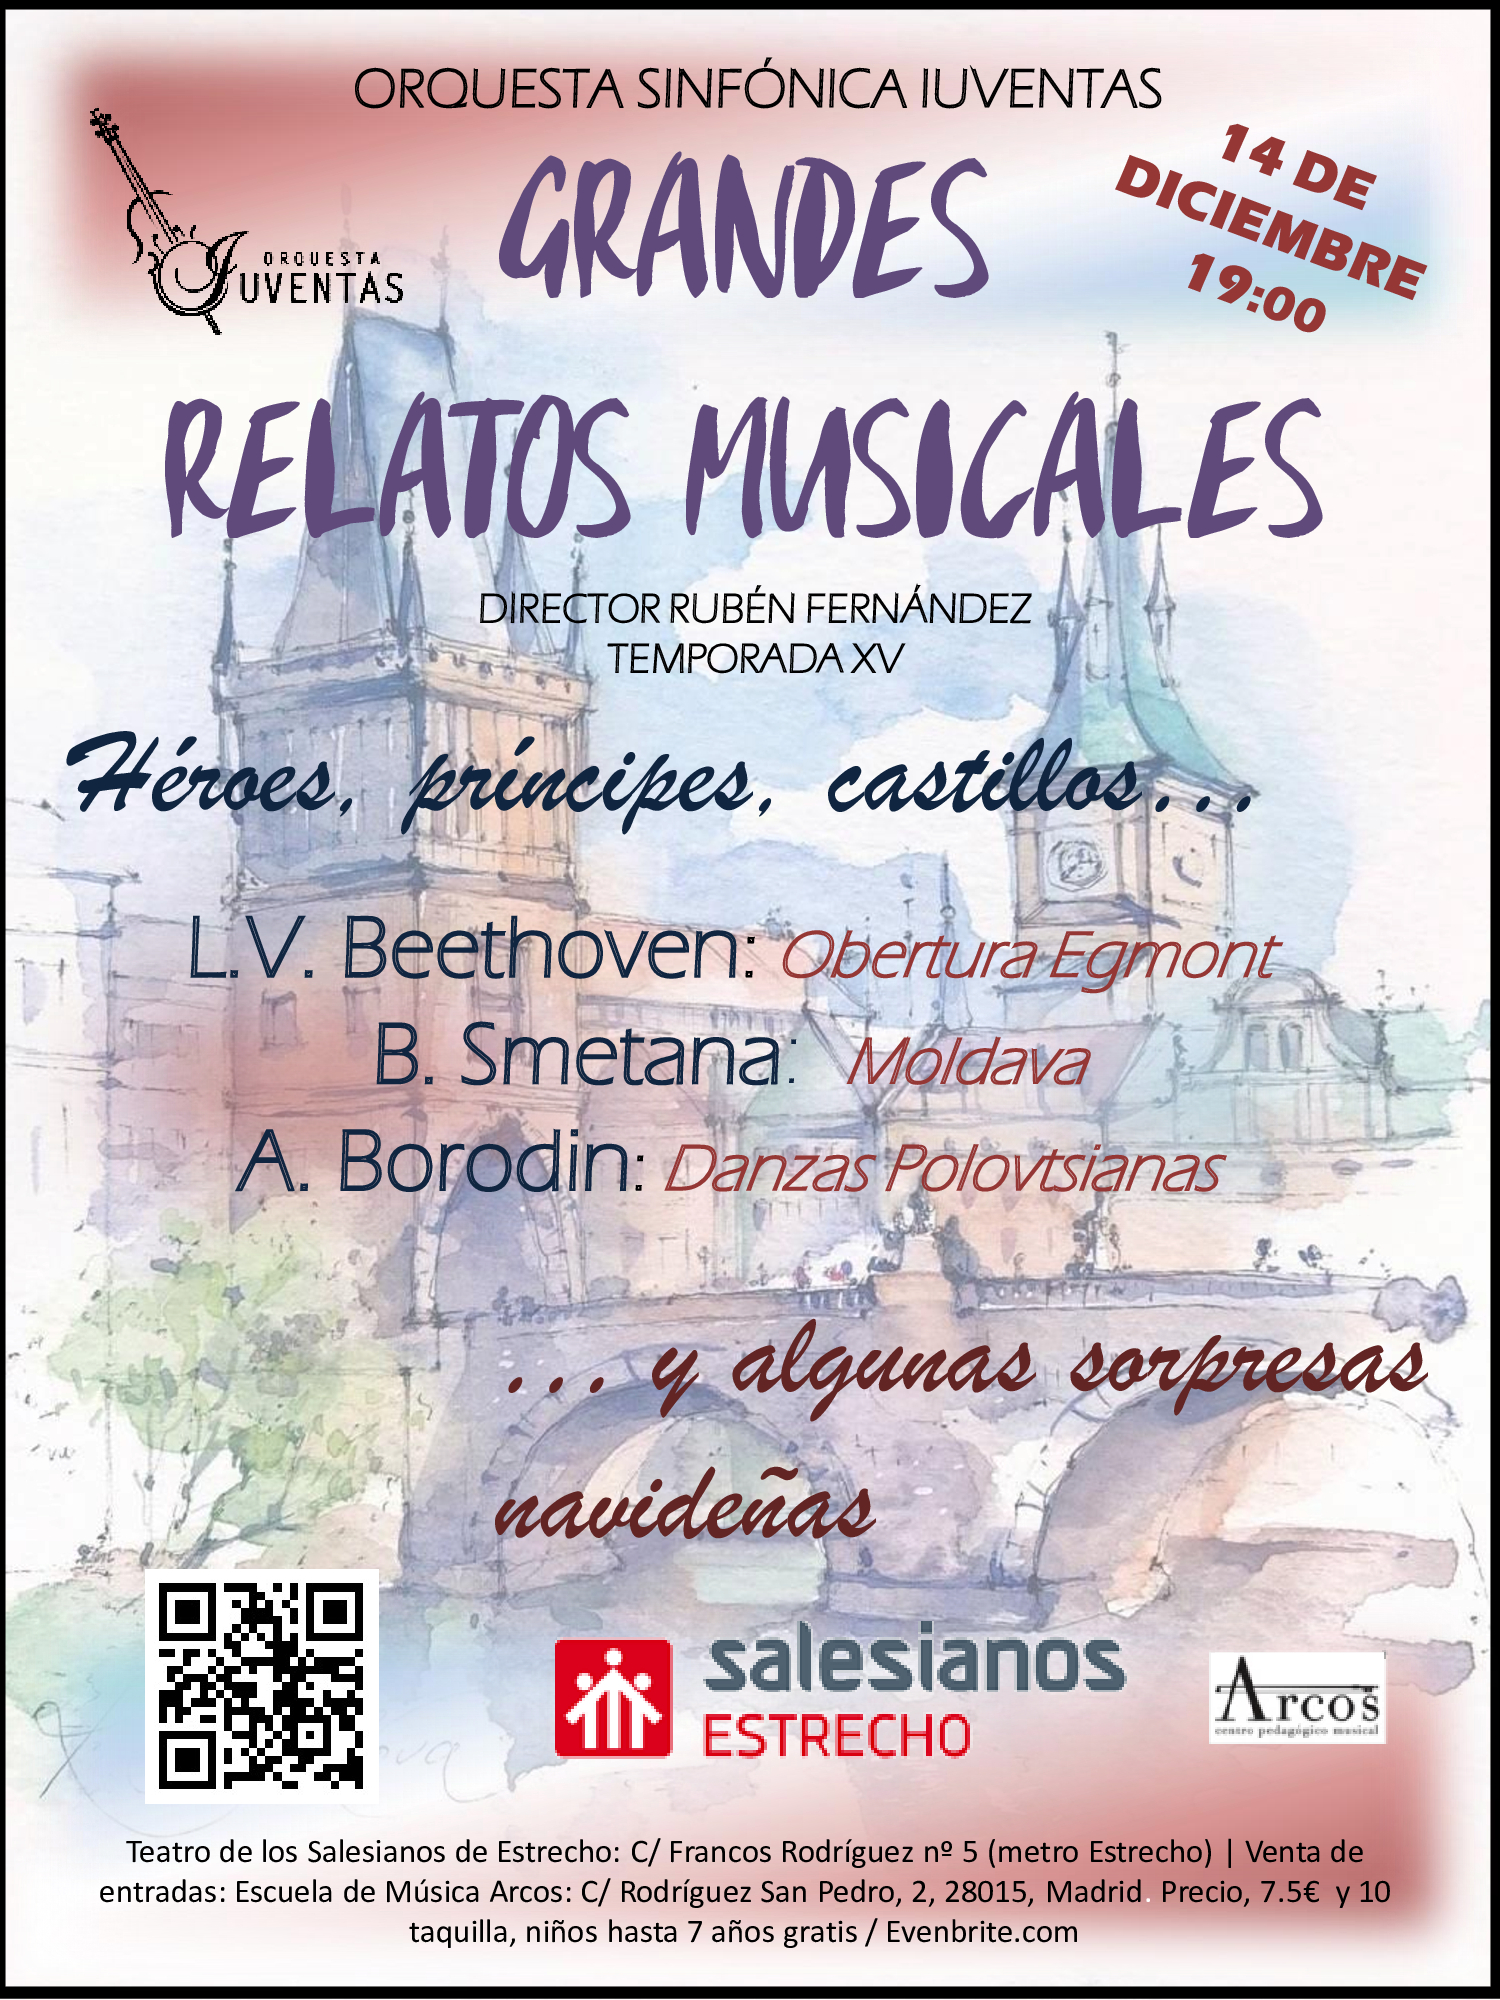 ORQUESTA SINFÓNICA IUVENTAS
ORQUESTA
IUVENTAS
GRANDES
14 DE
DICIEMBRE
19:00
RELATOS MUSICALES
DIRECTOR RUBÉN FERNÁNDEZ
TEMPORADA XV
Héroes, príncipes, castillos...
L.V. Beethoven: Obertura Egmont
B. Smetana: Moldava
A. Borodin: Danzas Polovtsianas
... y algunas sorpresas
navideñas
salesianos
ESTRECHO
Arcos
centro pedagógico musical
Teatro de los Salesianos de Estrecho: C/ Francos Rodríguez nº 5 (metro Estrecho) | Venta de
entradas: Escuela de Música Arcos: C/ Rodríguez San Pedro, 2, 28015, Madrid. Precio, 7.5€ y 10
taquilla, niños hasta 7 años gratis / Evenbrite.com